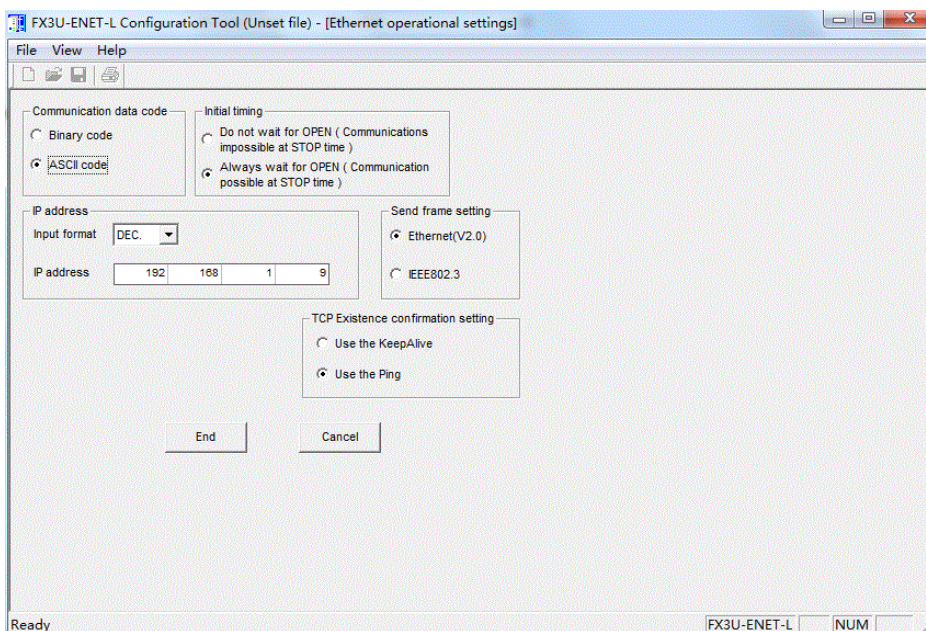 FX3U-ENET-L Configuration Tool (Unset file) - [Ethernet operational settings]
File View Help
Communication data code
Binary code
ASCII code
Initial timing
Do not wait for OPEN ( Communications
impossible at STOP time )
Always wait for OPEN ( Communication
possible at STOP time )
IP address
Input format DEC.
IP address 192 168 1 9
Send frame setting
Ethernet(V2.0)
IEEE802.3
TCP Existence confirmation setting
Use the KeepAlive
Use the Ping
End Cancel
Ready FX3U-ENET-L NUM